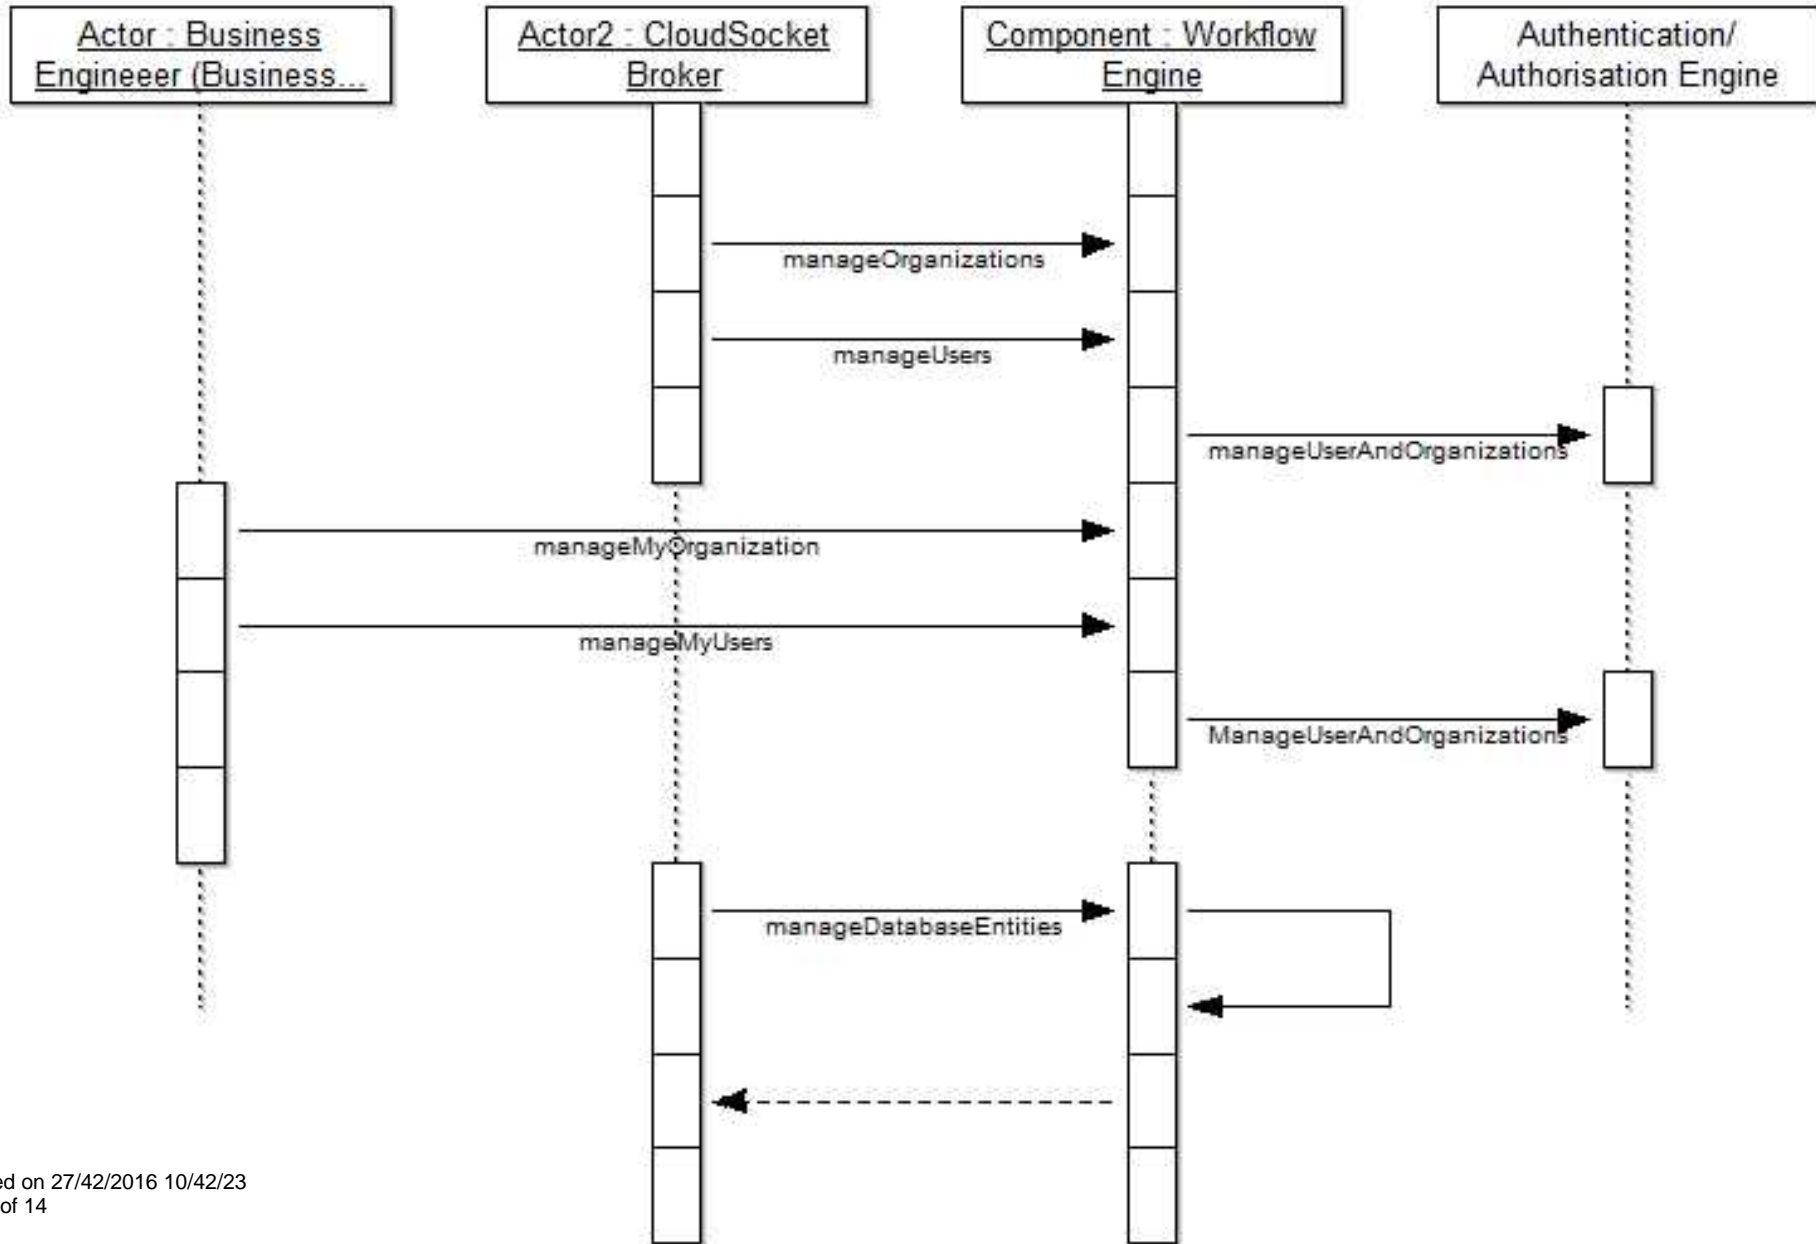 Actor : Business
Engineeer (Business...
Actor2 : CloudSocket
Broker
Component : Workflow
Engine
Authentication/
Authorisation Engine
manageOrganizations
manageUsers
manageUserAndOrganizations
manageMyOrganization
manageMyUsers
ManageUserAndOrganizations
manageDatabaseEntities
ed on 27/42/2016 10/42/23
of 14